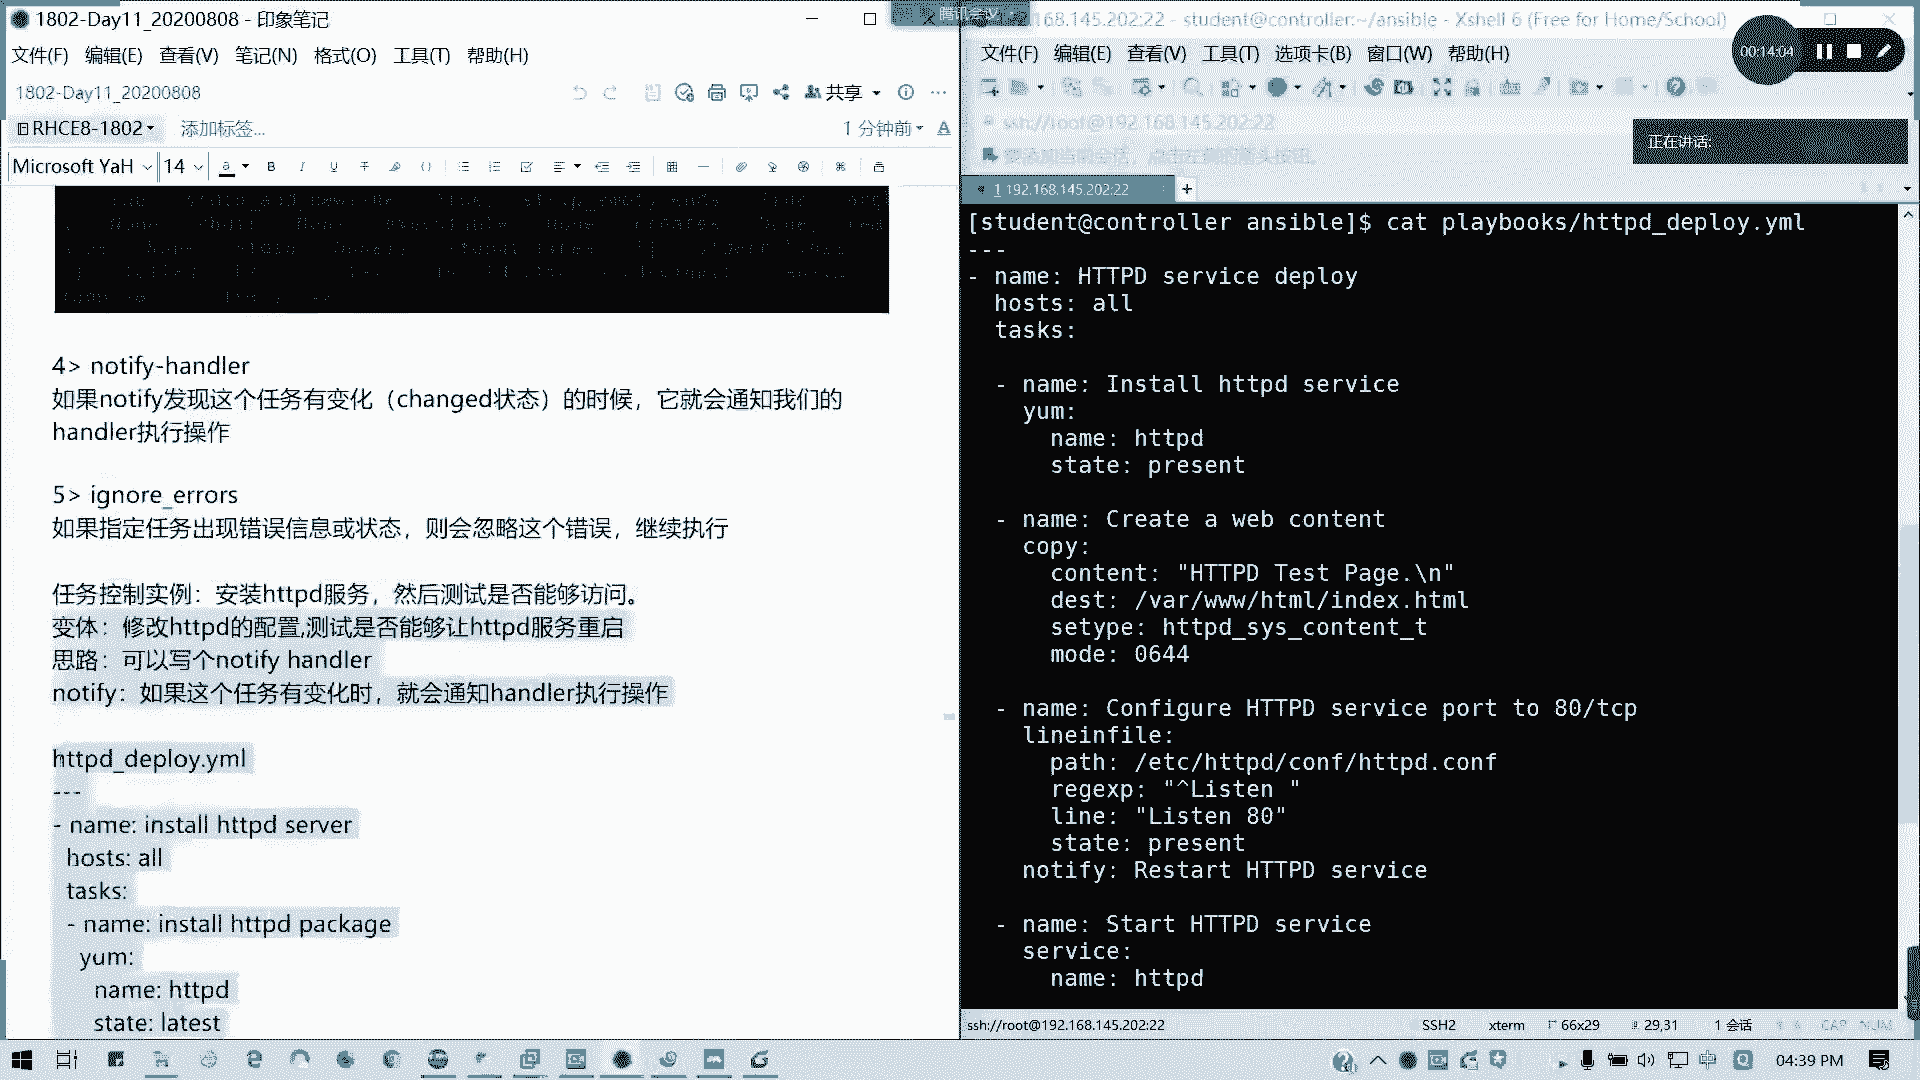 1802-Day11_20200808 - 印象笔记
文件(F) 编辑(E) 查看(V) 笔记(N) 格式(O) 工具(T) 帮助(H)
1802-Day11_20200808
共享
RHCE8-1802
添加标签...
1 分钟前
Microsoft YaH 14
4> notify-handler
如果notify发现这个任务有变化（changed状态）的时候，它就会通知我们的
handler执行操作
5> ignore_errors
如果指定任务出现错误信息或状态，则会忽略这个错误，继续执行
任务控制实例：安装httpd服务，然后测试是否能够访问。
变体：修改httpd的配置,测试是否能够让httpd服务重启
思路：可以写个notify handler
notify：如果这个任务有变化时，就会通知handler执行操作
httpd_deploy.yml
---
- name: install httpd server
hosts: all
tasks:
- name: install httpd package
yum:
name: httpd
state: latest
腾讯会议
168.145.202:22 - student@controller:~/ansible - Xshell 6 (Free for Home/School)
文件(F) 编辑(E) 查看(V) 工具(T) 选项卡(B) 窗口(W) 帮助(H)
00:14:04
ssh://root@192.168.145.202:22
正在讲话:
1 192.168.145.202:22
[student@controller ansible]$ cat playbooks/httpd_deploy.yml
---
- name: HTTPD service deploy
hosts: all
tasks:
- name: Install httpd service
yum:
name: httpd
state: present
- name: Create a web content
copy:
content: "HTTPD Test Page.\n"
dest: /var/www/html/index.html
setype: httpd_sys_content_t
mode: 0644
- name: Configure HTTPD service port to 80/tcp
lineinfile:
path: /etc/httpd/conf/httpd.conf
regexp: "^Listen "
line: "Listen 80"
state: present
notify: Restart HTTPD service
- name: Start HTTPD service
service:
name: httpd
ssh://root@192.168.145.202:22 SSH2 xterm 66x29 29,31 1 会话 CAP NUM
中 04:39 PM